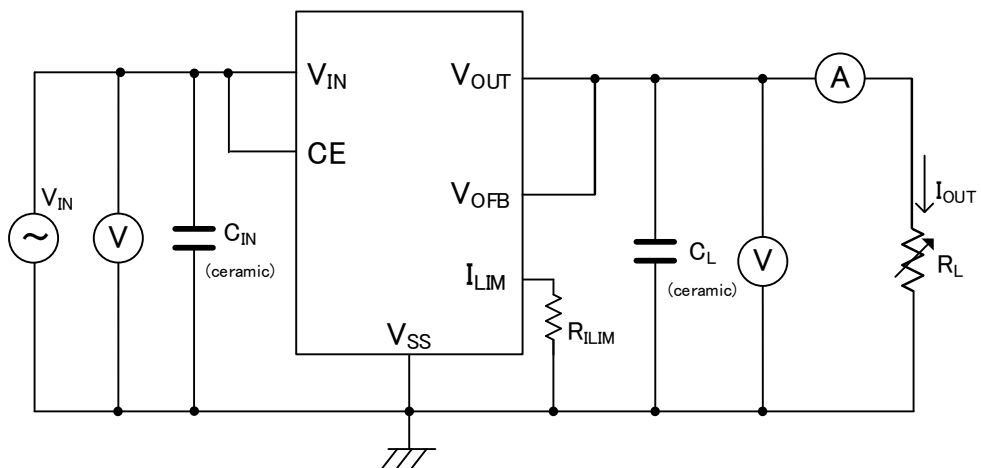 V_IN
CE
V_SS
V_OUT
V_OFB
I_LIM
V_IN
~
V
C_IN
(ceramic)
R_ILIM
C_L
(ceramic)
V
A
I_OUT
R_L